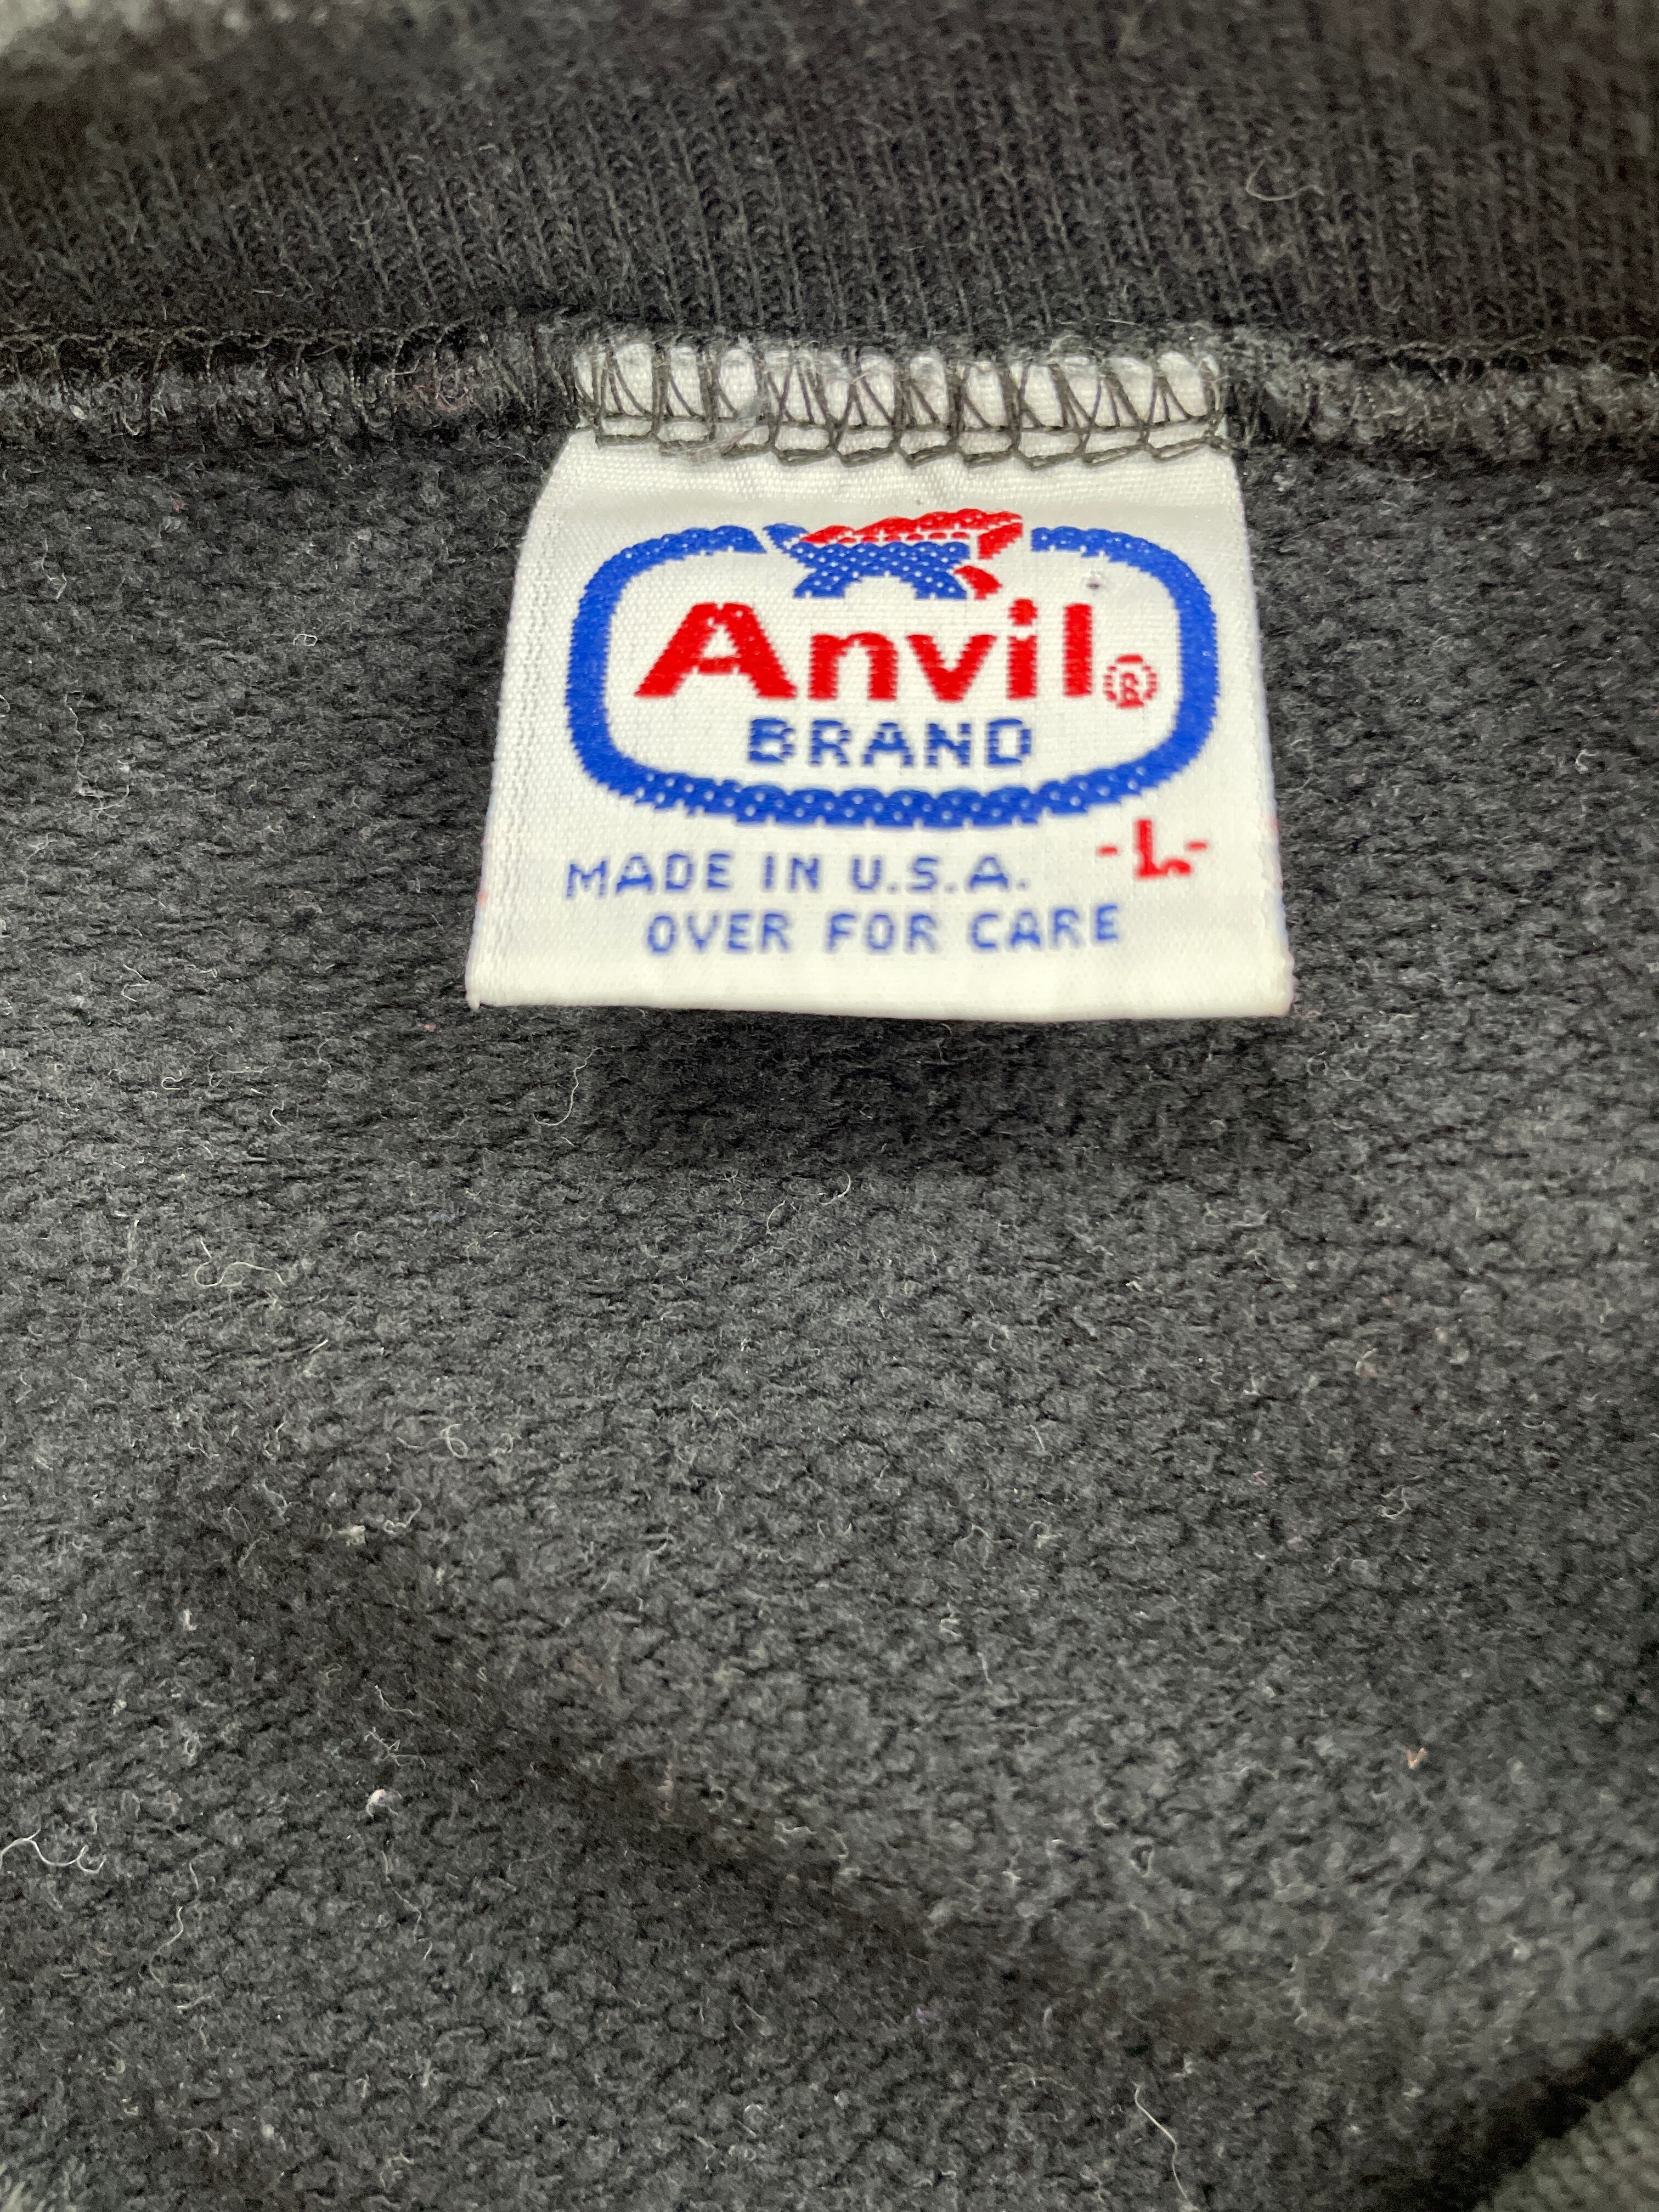 Anvil®
BRAND
-L-
MADE IN U.S.A.
OVER FOR CARE